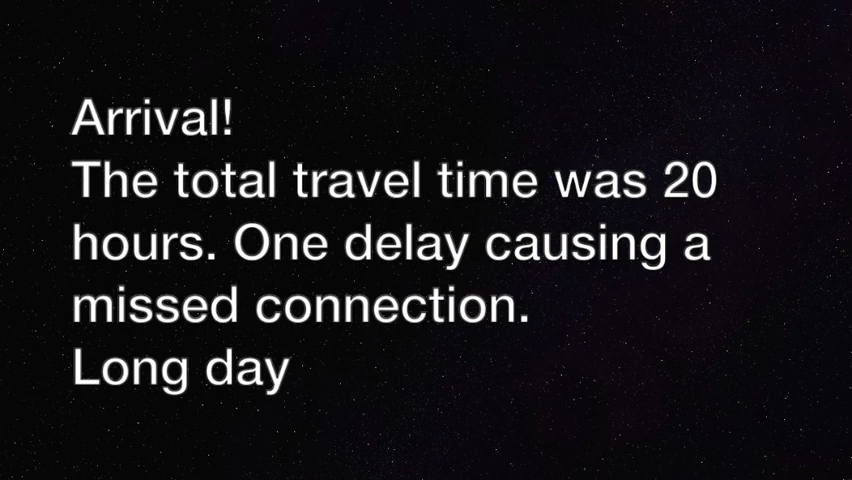 Arrival!
The total travel time was 20
hours. One delay causing a
missed connection.
Long day